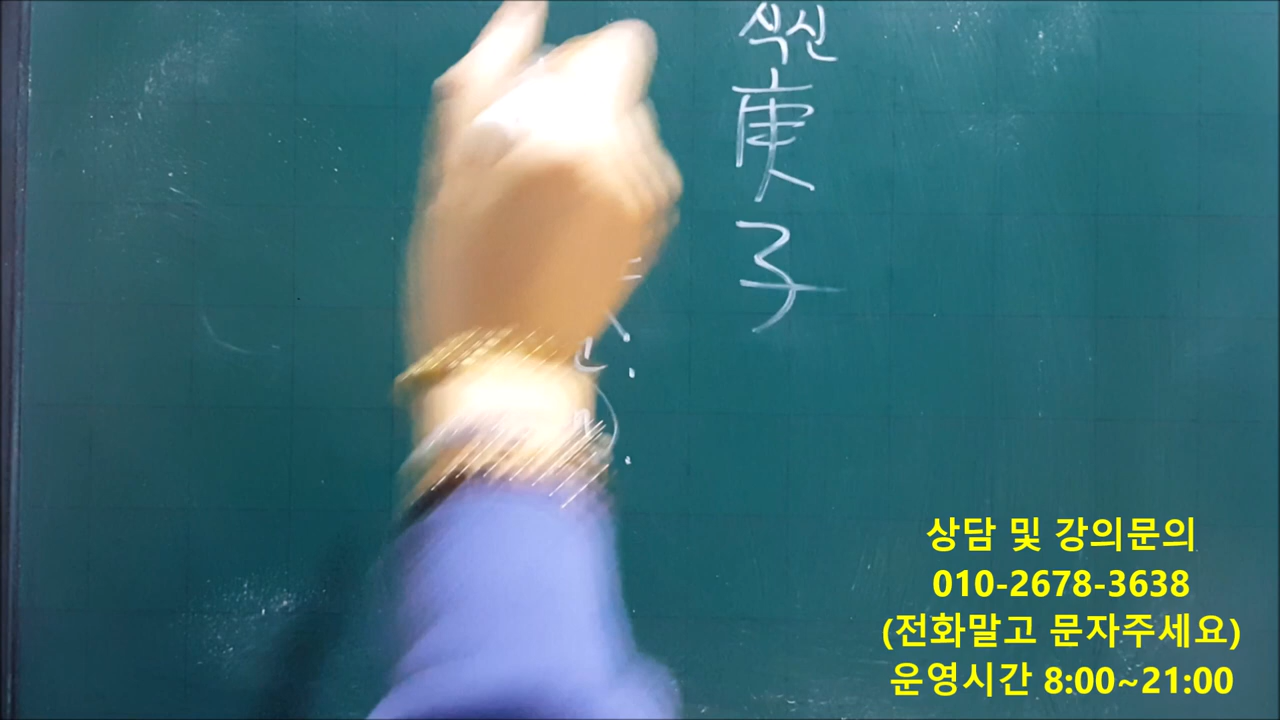 식신
庚
子
상담 및 강의문의
010-2678-3638
(전화말고 문자주세요)
운영시간 8:00~21:00